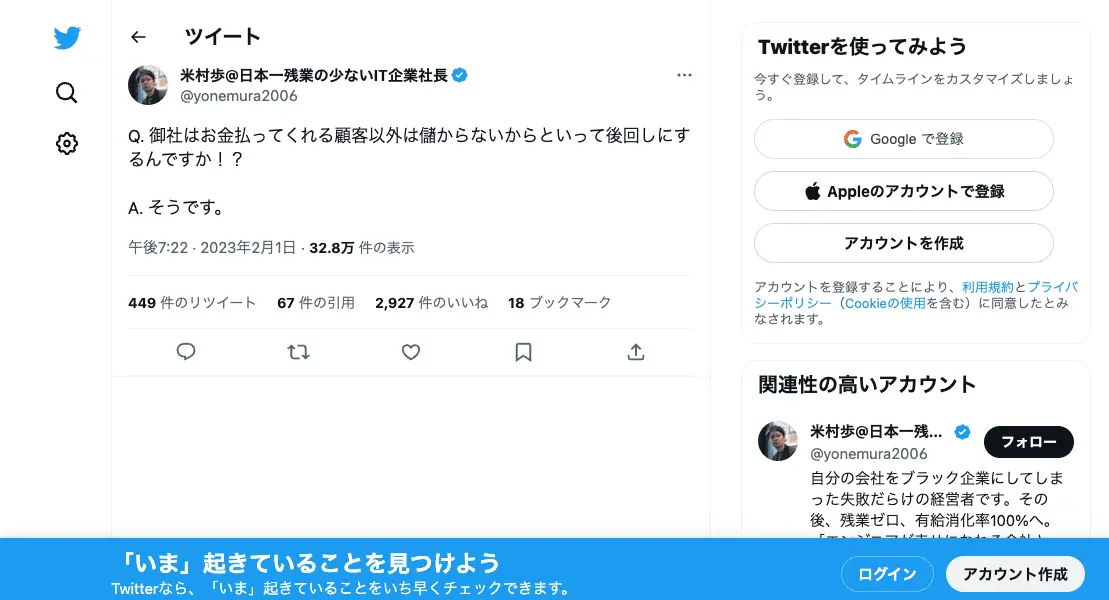 ツイート
米村歩@日本一残業の少ないIT企業社長
@yonemura2006
Q. 御社はお金払ってくれる顧客以外は儲からないからといって後回しにす
るんですか！？
A. そうです。
午後7:22 · 2023年2月1日 · 32.8万 件の表示
449 件のリツイート 67 件の引用 2,927 件のいいね 18 ブックマーク
Twitterを使ってみよう
今すぐ登録して、タイムラインをカスタマイズしましょ
う。
Google で登録
Appleのアカウントで登録
アカウントを作成
アカウントを登録することにより、利用規約とプライバ
シーポリシー（Cookieの使用を含む）に同意したとみ
なされます。
関連性の高いアカウント
米村歩@日本一残...
@yonemura2006
フォロー
自分の会社をブラック企業にしてしま
った失敗だらけの経営者です。その
後、残業ゼロ、有給消化率100%へ。
「いま」起きていることを見つけよう
Twitterなら、「いま」起きていることをいち早くチェックできます。
ログイン
アカウント作成